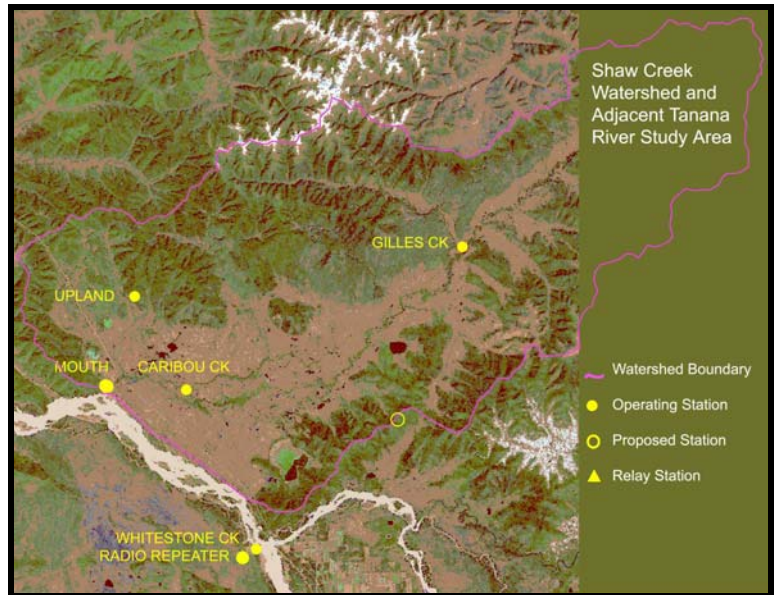 Shaw Creek
Watershed and
Adjacent Tanana
River Study Area
GILLES CK
UPLAND
MOUTH
CARIBOU CK
WHITESTONE CK
RADIO REPEATER
Watershed Boundary
Operating Station
Proposed Station
Relay Station